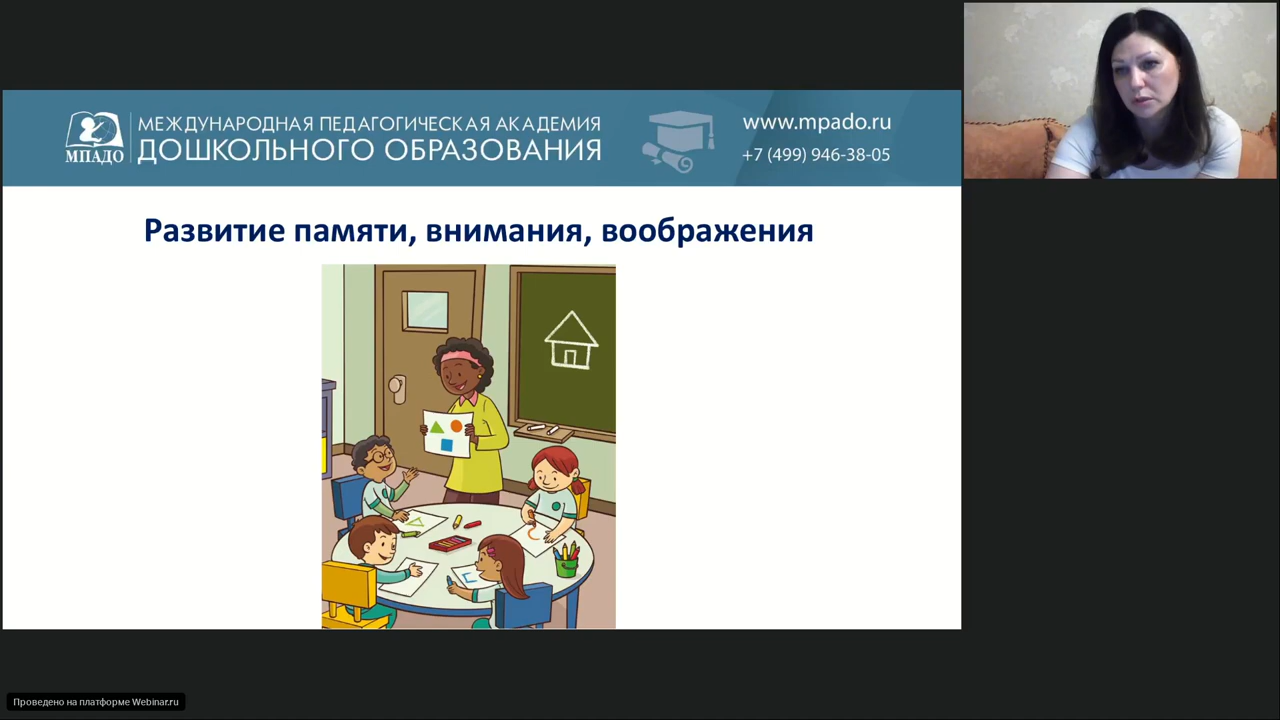 МПАДО
МЕЖДУНАРОДНАЯ ПЕДАГОГИЧЕСКАЯ АКАДЕМИЯ
ДОШКОЛЬНОГО ОБРАЗОВАНИЯ
www.mpado.ru
+7 (499) 946-38-05
Развитие памяти, внимания, воображения
Проведено на платформе Webinar.ru